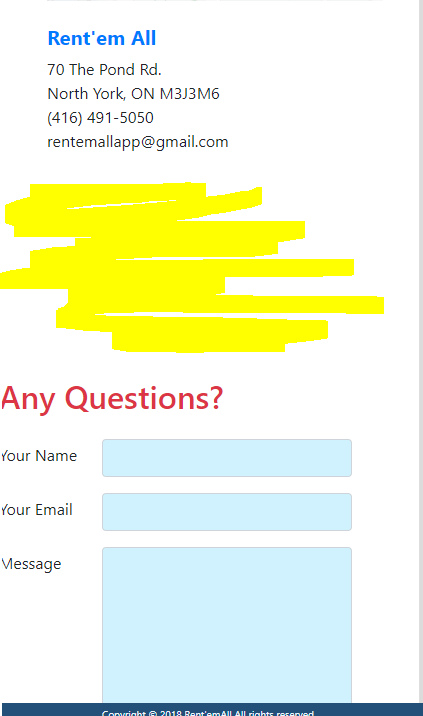 Rent'em All
70 The Pond Rd.
North York, ON M3J3M6
(416) 491-5050
rentemallapp@gmail.com
Any Questions?
Your Name
Your Email
Message
Copyright © 2018 Rent'emAll All rights reserved